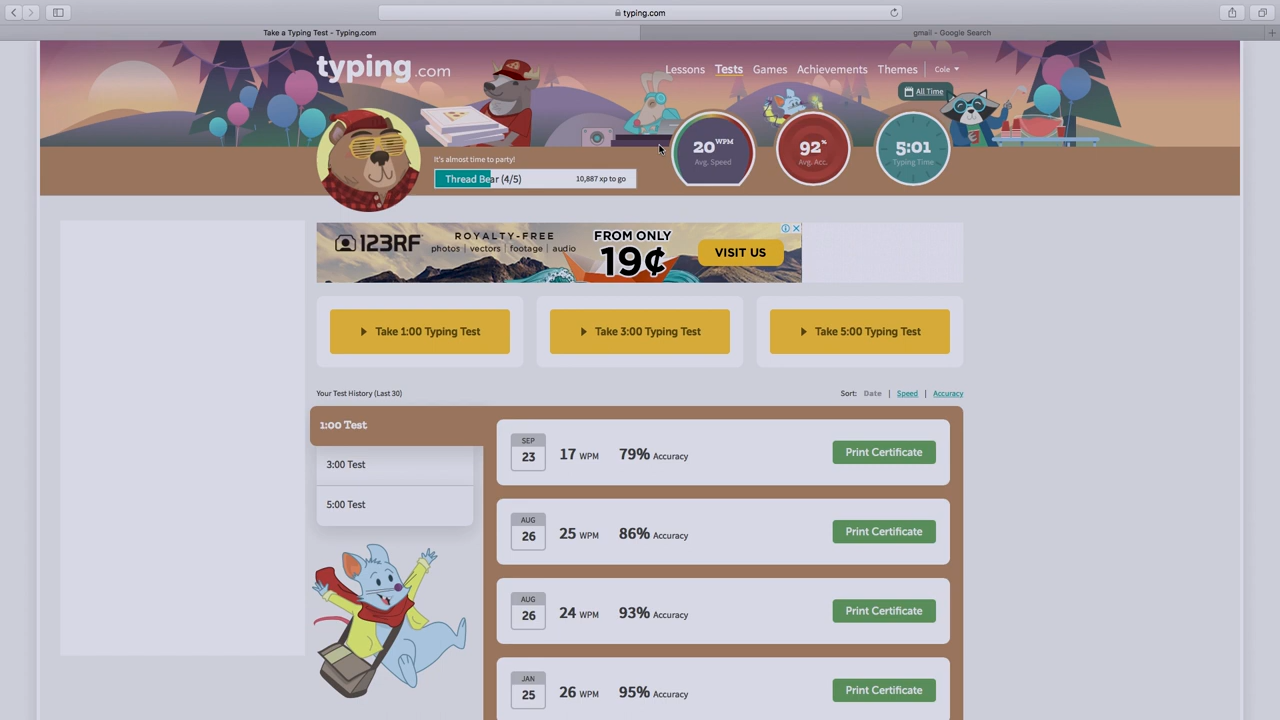 typing.com
Take a Typing Test - Typing.com
gmail - Google Search
typing.com
Lessons Tests Games Achievements Themes Cole
All Time
20 WPM
Avg. Speed
92%
Avg. Acc.
5:01
Typing Time
It's almost time to party!
Thread Bear (4/5) 10,887 xp to go
123RF
ROYALTY-FREE
photos | vectors | footage | audio
FROM ONLY
19¢
VISIT US
Take 1:00 Typing Test
Take 3:00 Typing Test
Take 5:00 Typing Test
Your Test History (Last 30)
Sort: Date | Speed | Accuracy
1:00 Test
3:00 Test
5:00 Test
SEP
23
17 WPM 79% Accuracy
Print Certificate
AUG
26
25 WPM 86% Accuracy
Print Certificate
AUG
26
24 WPM 93% Accuracy
Print Certificate
JAN
25
26 WPM 95% Accuracy
Print Certificate